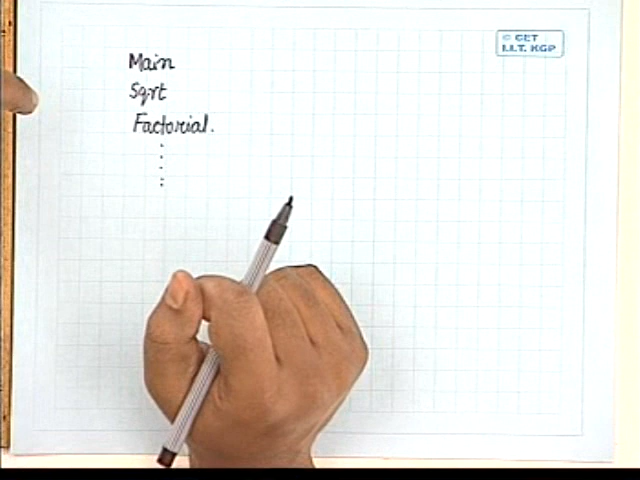 Main
Sqrt
Factorial.
© CET
I.I.T. KGP